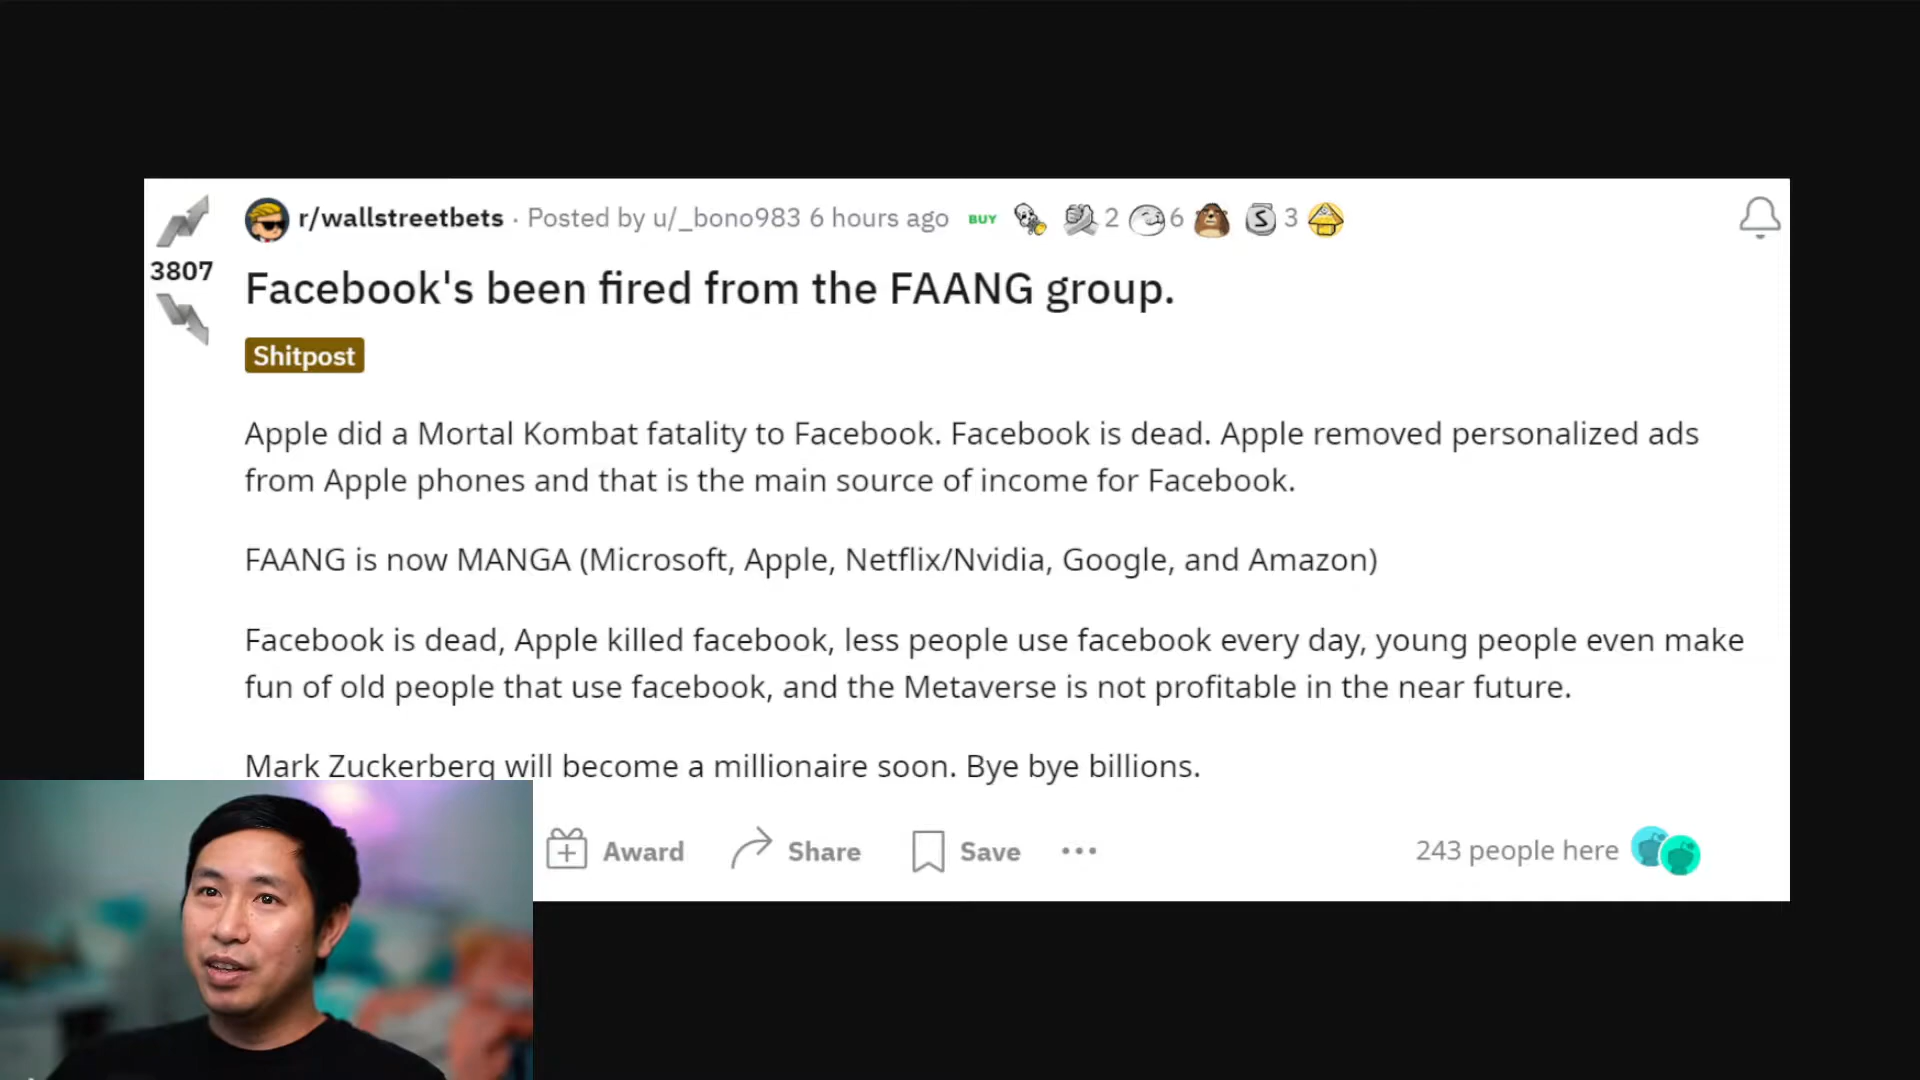 r/wallstreetbets · Posted by u/_bono983 6 hours ago BUY 2 6 S 3
3807
Facebook's been fired from the FAANG group.
Shitpost
Apple did a Mortal Kombat fatality to Facebook. Facebook is dead. Apple removed personalized ads
from Apple phones and that is the main source of income for Facebook.
FAANG is now MANGA (Microsoft, Apple, Netflix/Nvidia, Google, and Amazon)
Facebook is dead, Apple killed facebook, less people use facebook every day, young people even make
fun of old people that use facebook, and the Metaverse is not profitable in the near future.
Mark Zuckerberg will become a millionaire soon. Bye bye billions.
Award Share Save 243 people here